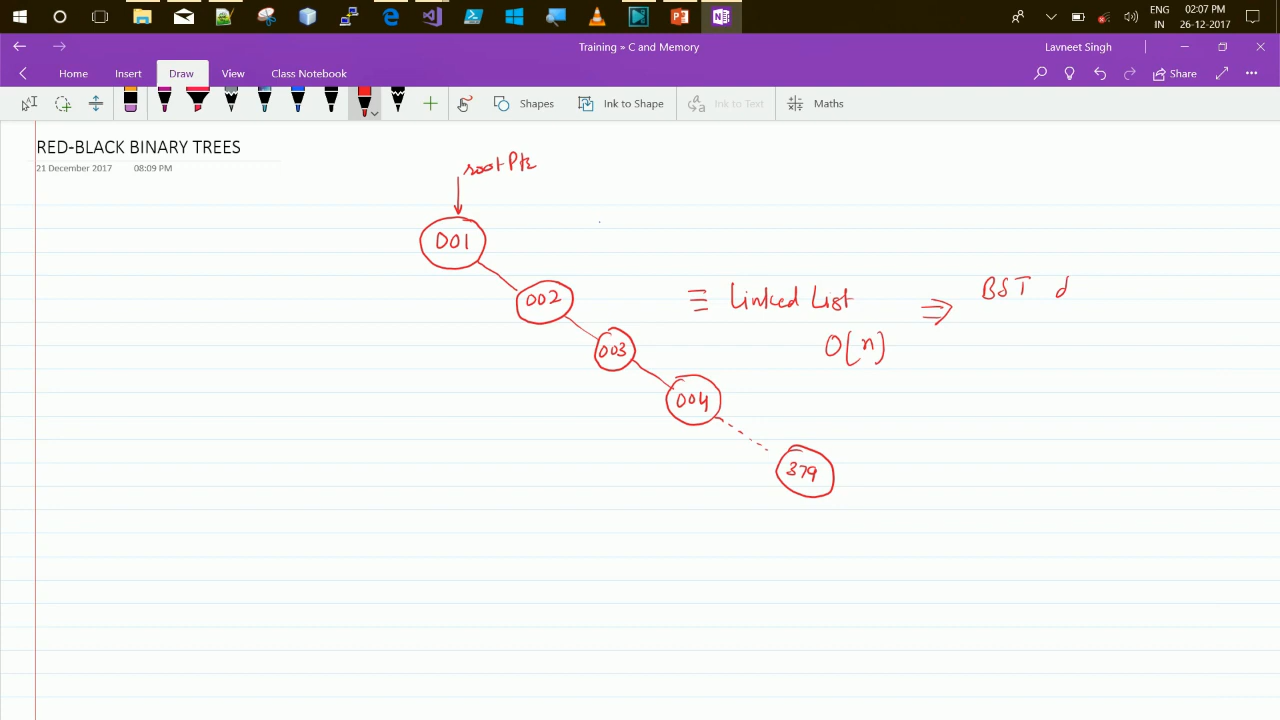 ENG
IN
02:07 PM
26-12-2017
Training » C and Memory
Lavneet Singh
Home Insert Draw View Class Notebook
Share
Shapes Ink to Shape Ink to Text Maths
RED-BLACK BINARY TREES
21 December 2017 08:09 PM
rootPtr
001
002
003
004
379
≡ Linked List
O(n)
⇒ BST d